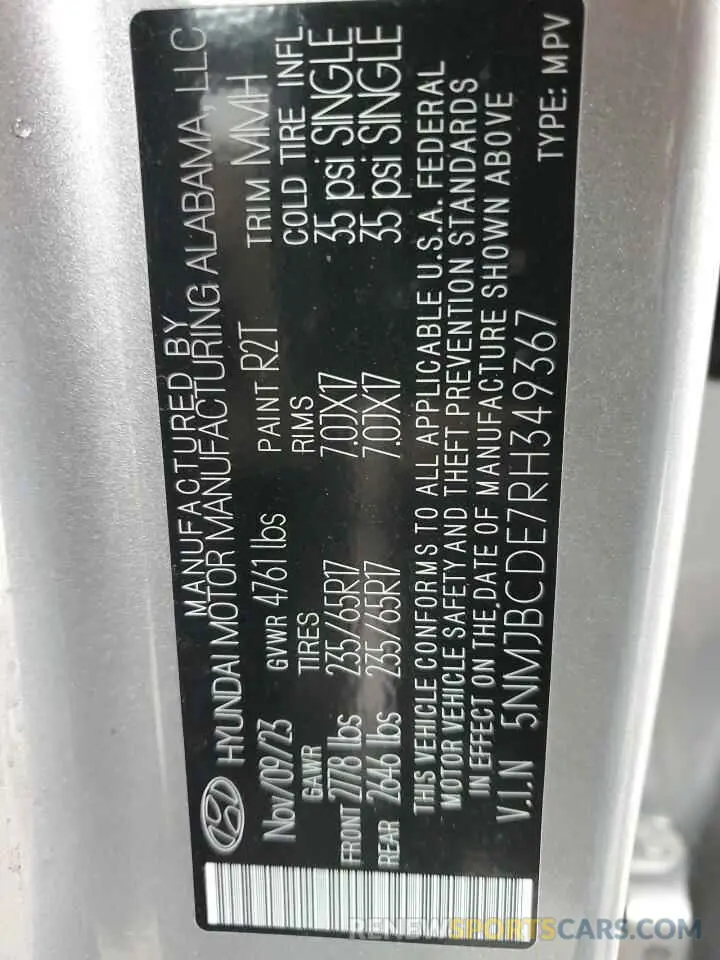 MANUFACTURED BY
HYUNDAI MOTOR MANUFACTURING ALABAMA, LLC
Nov/09/23 GVWR 4761 lbs PAINT R2T TRIM MMH
GAWR TIRES RIMS COLD TIRE INFL
FRONT 2778 lbs 235/65R17 7.0JX17 35 psi SINGLE
REAR 2646 lbs 235/65R17 7.0JX17 35 psi SINGLE
THIS VEHICLE CONFORMS TO ALL APPLICABLE U.S.A. FEDERAL
MOTOR VEHICLE SAFETY AND THEFT PREVENTION STANDARDS
IN EFFECT ON THE DATE OF MANUFACTURE SHOWN ABOVE
V.I.N 5NMJBCDE7RH349367 TYPE: MPV
RENEWSPORTSCARS.COM